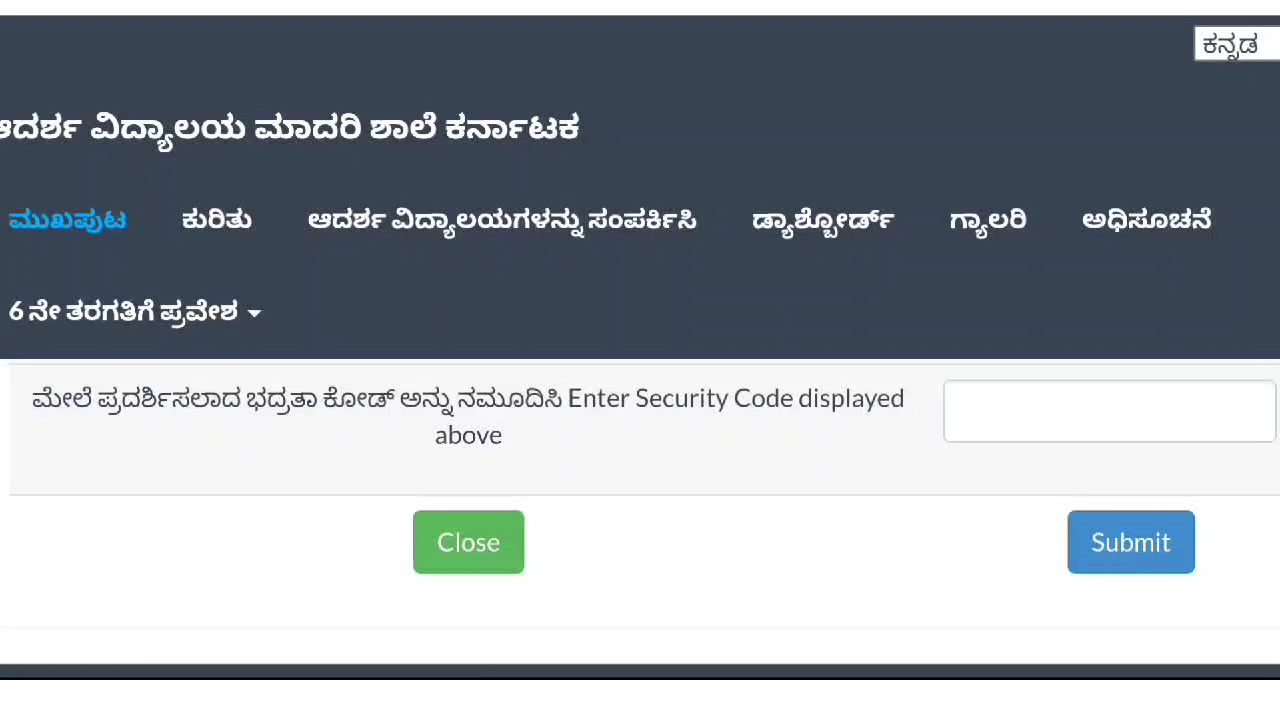 ಕನ್ನಡ
ಆದರ್ಶ ವಿದ್ಯಾಲಯ ಮಾದರಿ ಶಾಲೆ ಕರ್ನಾಟಕ
ಮುಖಪುಟ ಕುರಿತು ಆದರ್ಶ ವಿದ್ಯಾಲಯಗಳನ್ನು ಸಂಪರ್ಕಿಸಿ ಡ್ಯಾಶ್ಬೋರ್ಡ್ ಗ್ಯಾಲರಿ ಅಧಿಸೂಚನೆ
6 ನೇ ತರಗತಿಗೆ ಪ್ರವೇಶ
ಮೇಲೆ ಪ್ರದರ್ಶಿಸಲಾದ ಭದ್ರತಾ ಕೋಡ್ ಅನ್ನು ನಮೂದಿಸಿ Enter Security Code displayed
above
Close Submit